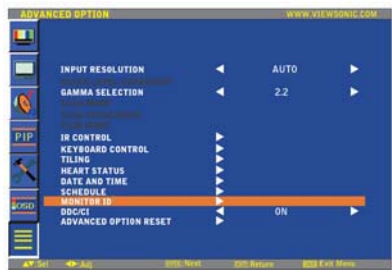 ADVANCED OPTION WWW.VIEWSONIC.COM
INPUT RESOLUTION AUTO
GAMMA SELECTION 2.2
IR CONTROL
PIP
KEYBOARD CONTROL
TILING
HEART STATUS
DATE AND TIME
SCHEDULE
MONITOR ID
OSD
DDC/CI ON
ADVANCED OPTION RESET
Sel Adj Next Return Exit Menu